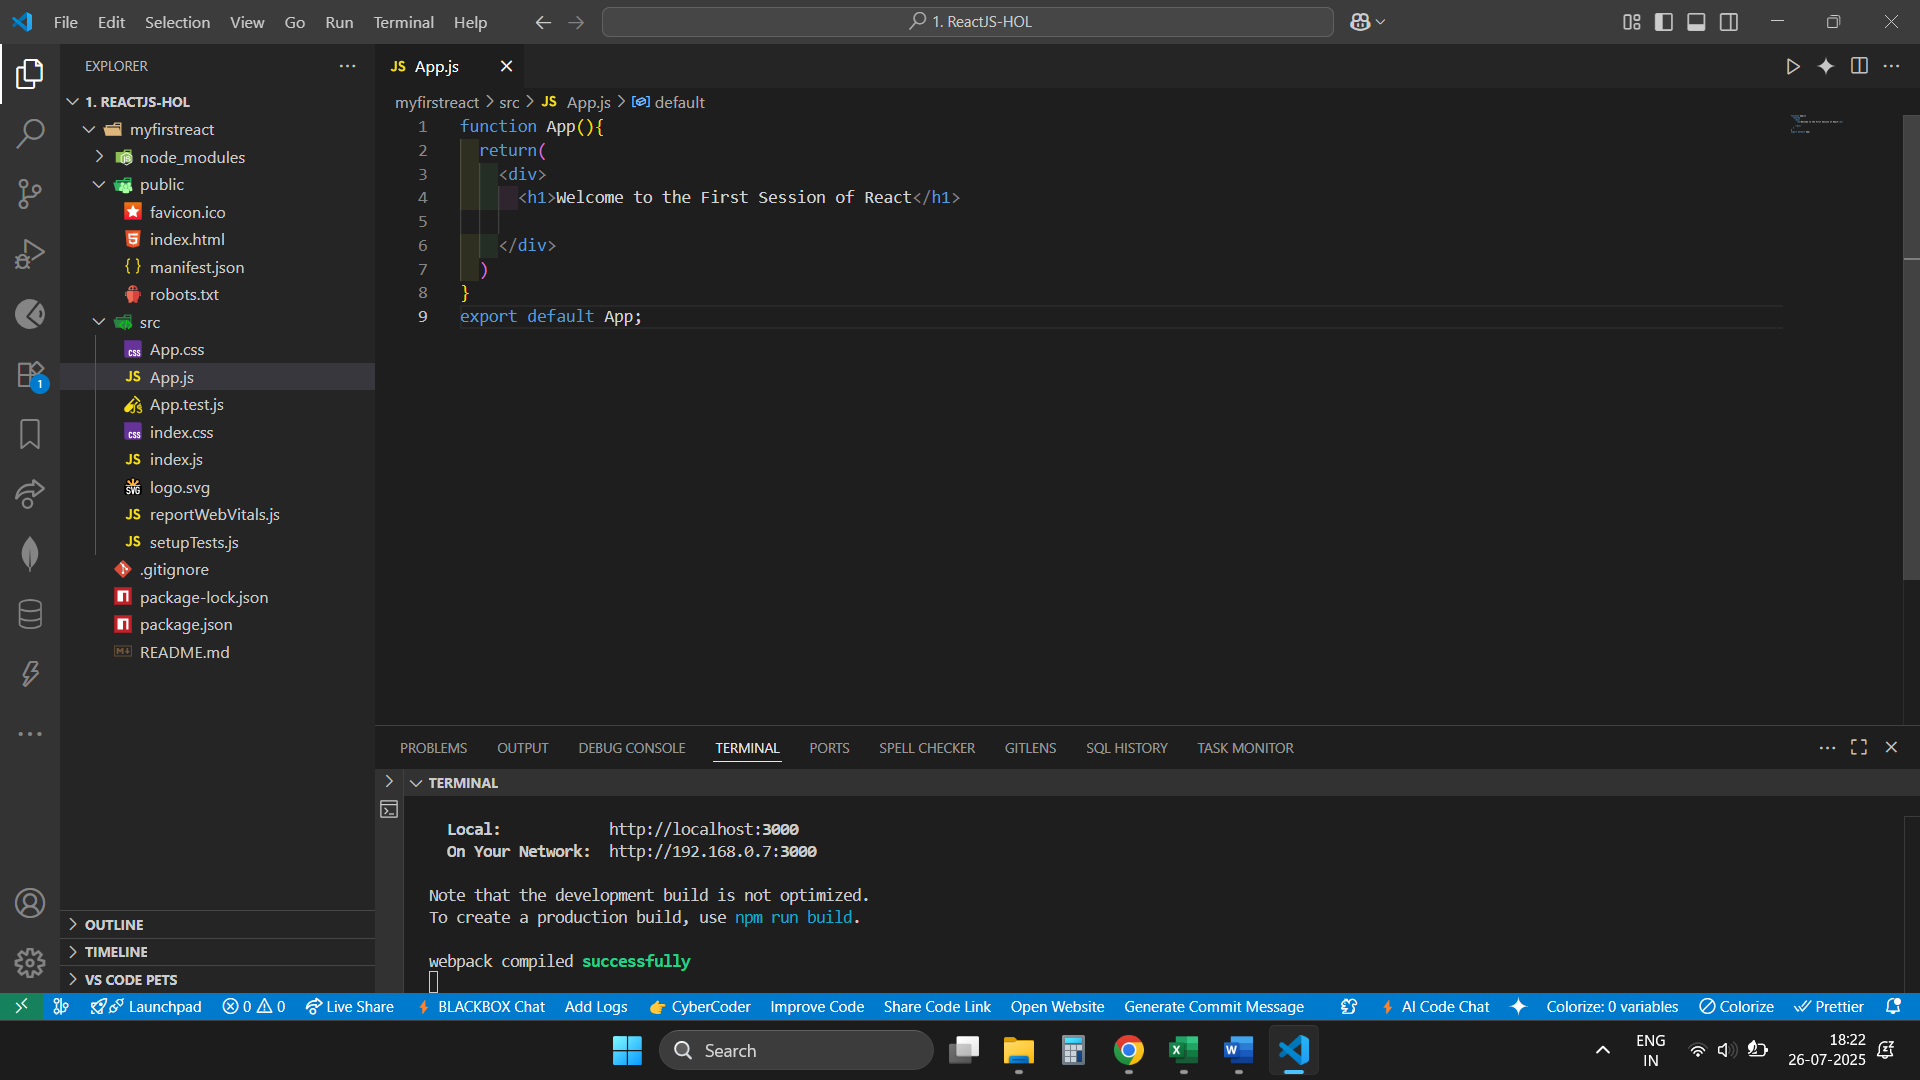 File Edit Selection View Go Run Terminal Help
1. ReactJS-HOL
EXPLORER
1. REACTJS-HOL
myfirstreact
node_modules
public
favicon.ico
index.html
manifest.json
robots.txt
src
App.css
App.js
App.test.js
index.css
index.js
logo.svg
reportWebVitals.js
setupTests.js
.gitignore
package-lock.json
package.json
README.md
OUTLINE
TIMELINE
VS CODE PETS
1
JS App.js
myfirstreact > src > JS App.js > default
1 function App(){
2 return(
3 <div>
4 <h1>Welcome to the First Session of React</h1>
5
6 </div>
7 )
8 }
9 export default App;
PROBLEMS OUTPUT DEBUG CONSOLE TERMINAL PORTS SPELL CHECKER GITLENS SQL HISTORY TASK MONITOR
TERMINAL
Local: http://localhost:3000
On Your Network: http://192.168.0.7:3000
Note that the development build is not optimized.
To create a production build, use npm run build.
webpack compiled successfully
Launchpad 0 0 Live Share BLACKBOX Chat Add Logs CyberCoder Improve Code Share Code Link Open Website Generate Commit Message AI Code Chat Colorize: 0 variables Colorize Prettier
Search
ENG
IN
18:22
26-07-2025